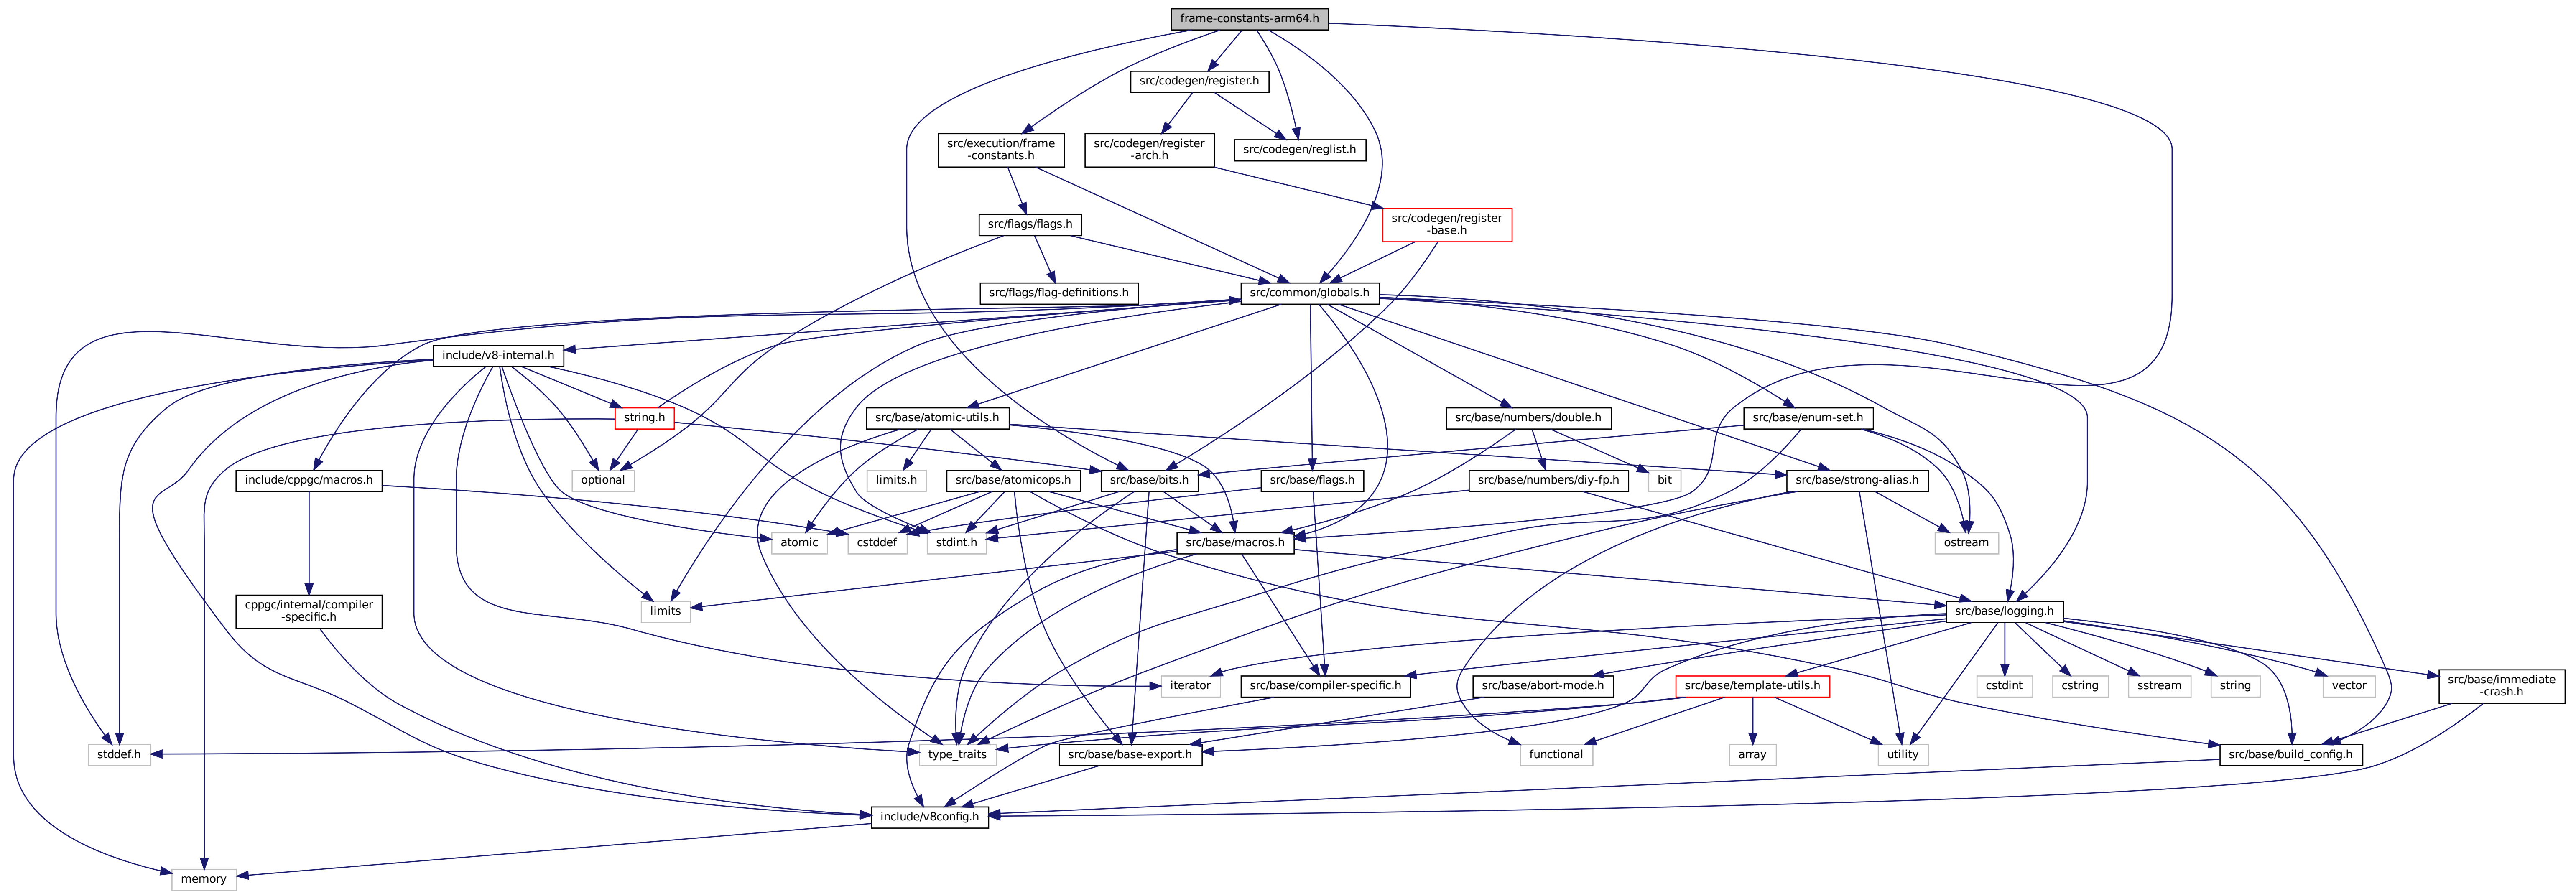 frame-constants-arm64.h
src/codegen/register.h
src/execution/frame
-constants.h
src/codegen/register
-arch.h
src/codegen/reglist.h
src/flags/flags.h
src/codegen/register
-base.h
src/flags/flag-definitions.h
src/common/globals.h
include/v8-internal.h
string.h
src/base/atomic-utils.h
src/base/numbers/double.h
src/base/enum-set.h
include/cppgc/macros.h
optional
limits.h
src/base/atomicops.h
src/base/bits.h
src/base/flags.h
src/base/numbers/diy-fp.h
bit
src/base/strong-alias.h
atomic
cstddef
stdint.h
src/base/macros.h
ostream
cppgc/internal/compiler
-specific.h
limits
src/base/logging.h
iterator
src/base/compiler-specific.h
src/base/abort-mode.h
src/base/template-utils.h
cstdint
cstring
sstream
string
vector
src/base/immediate
-crash.h
stddef.h
type_traits
src/base/base-export.h
functional
array
utility
src/base/build_config.h
include/v8config.h
memory